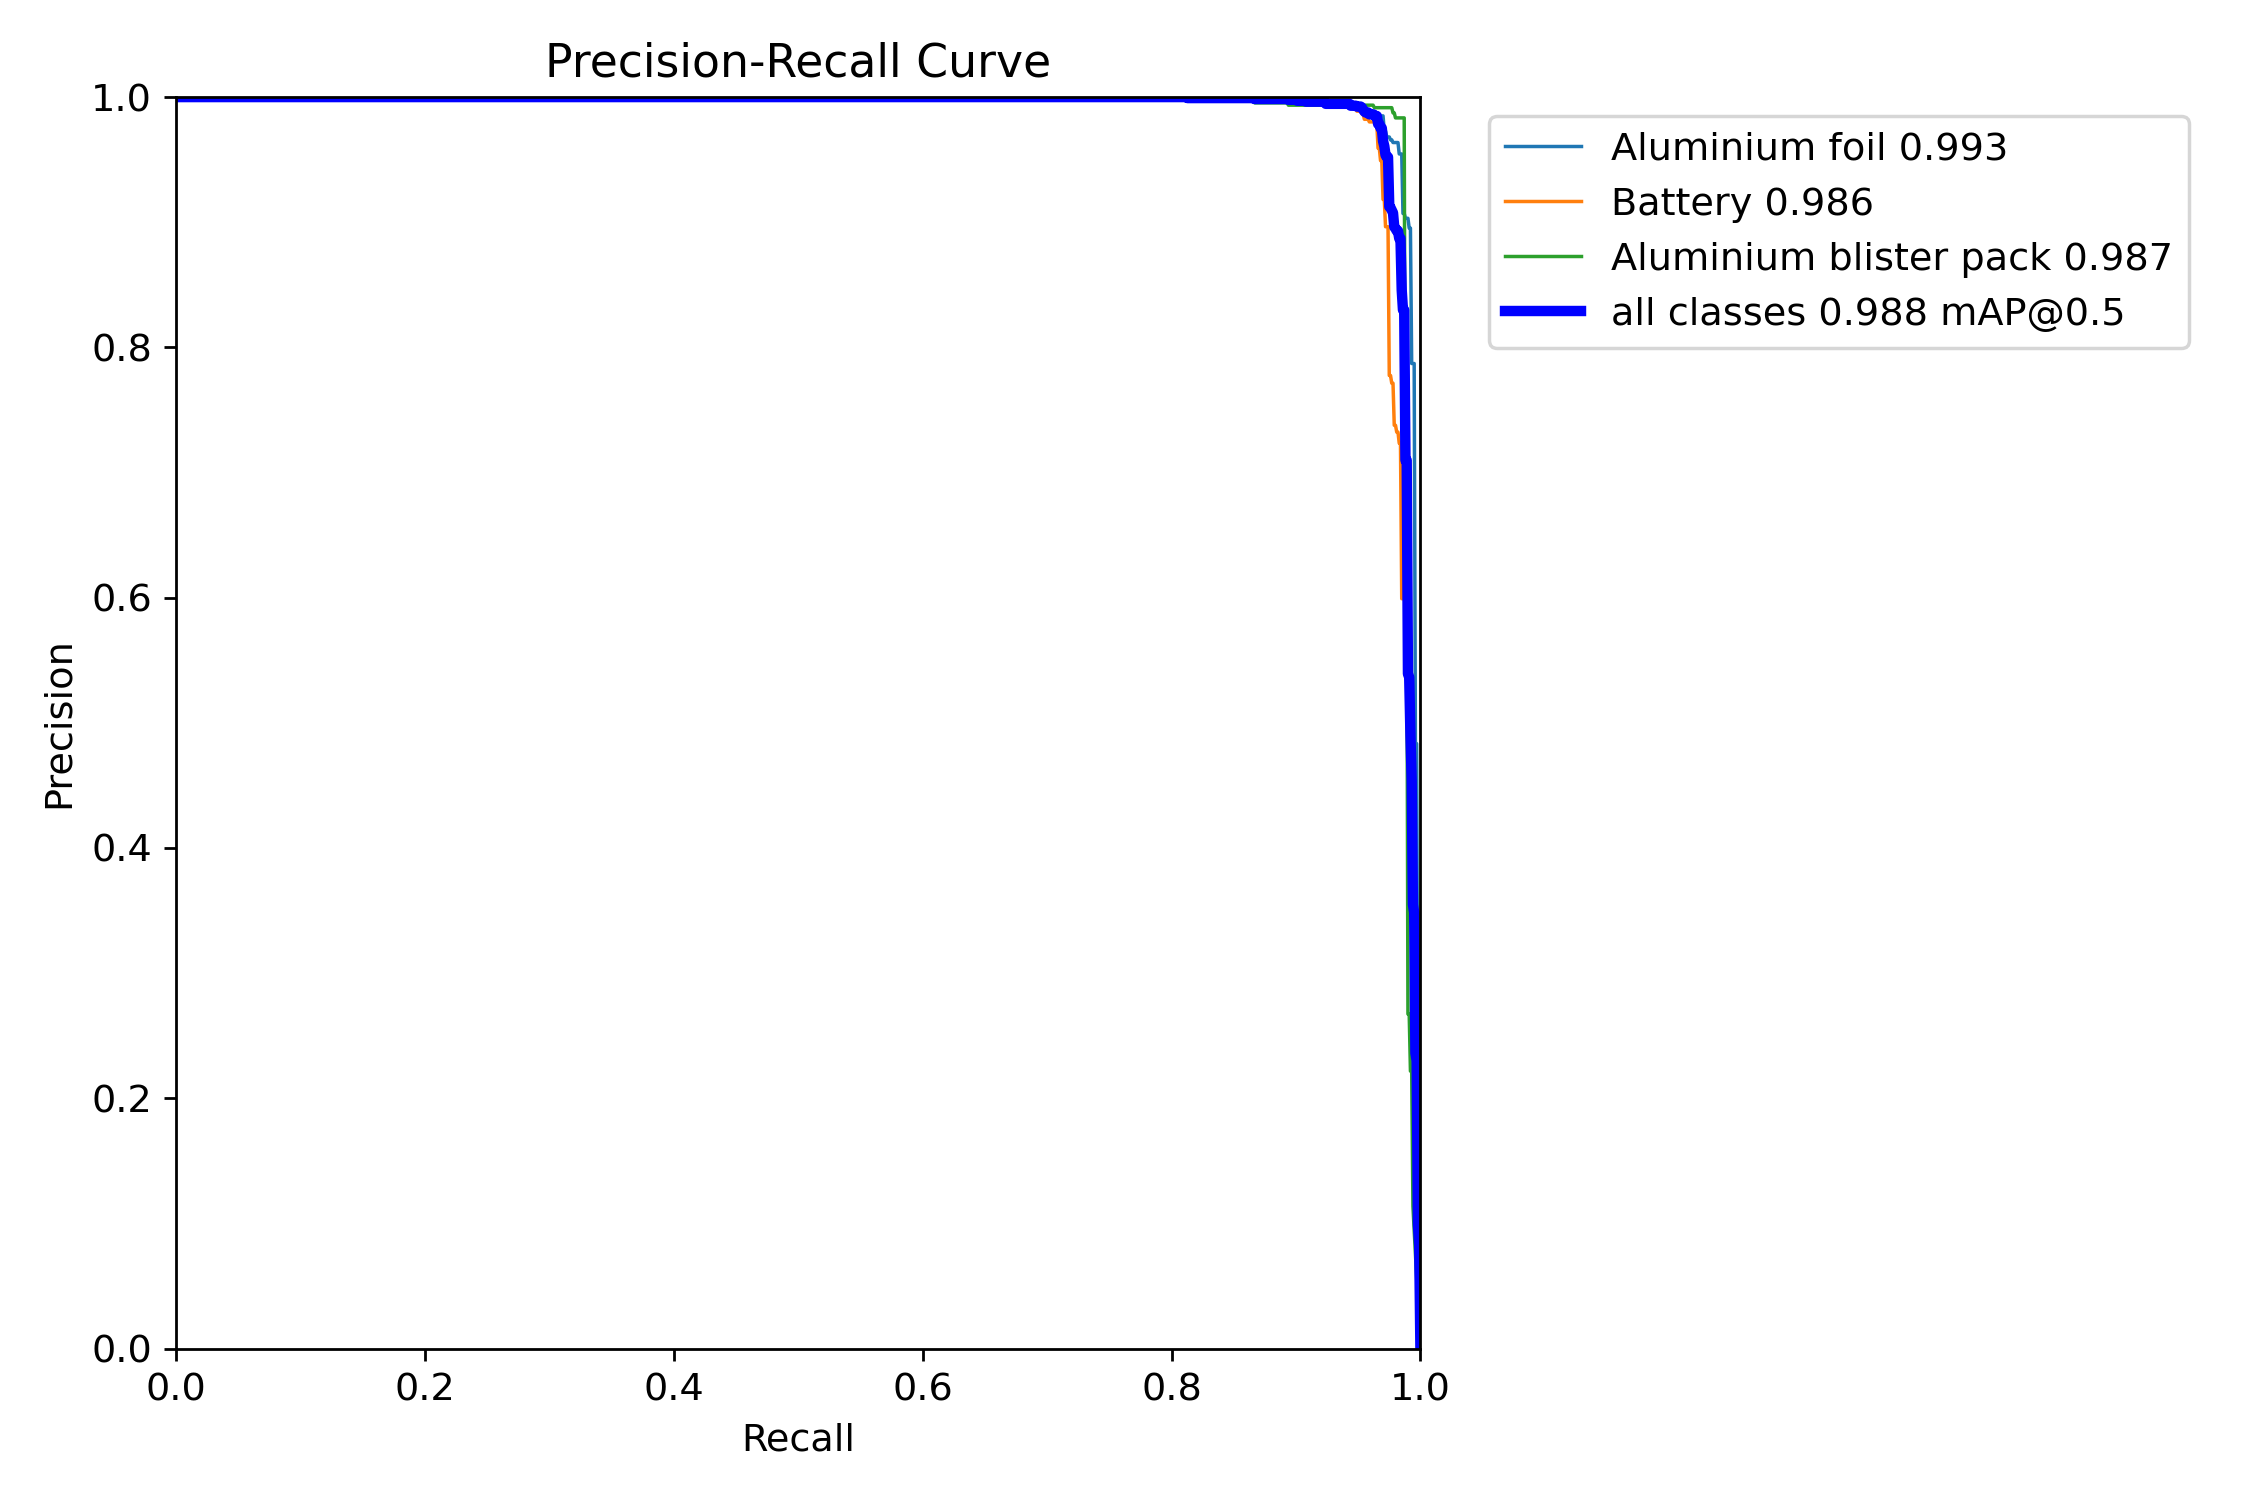 Precision-Recall Curve
1.0
0.8
0.6
0.4
0.2
0.0
Precision
0.0 0.2 0.4 0.6 0.8 1.0
Recall
Aluminium foil 0.993
Battery 0.986
Aluminium blister pack 0.987
all classes 0.988 mAP@0.5